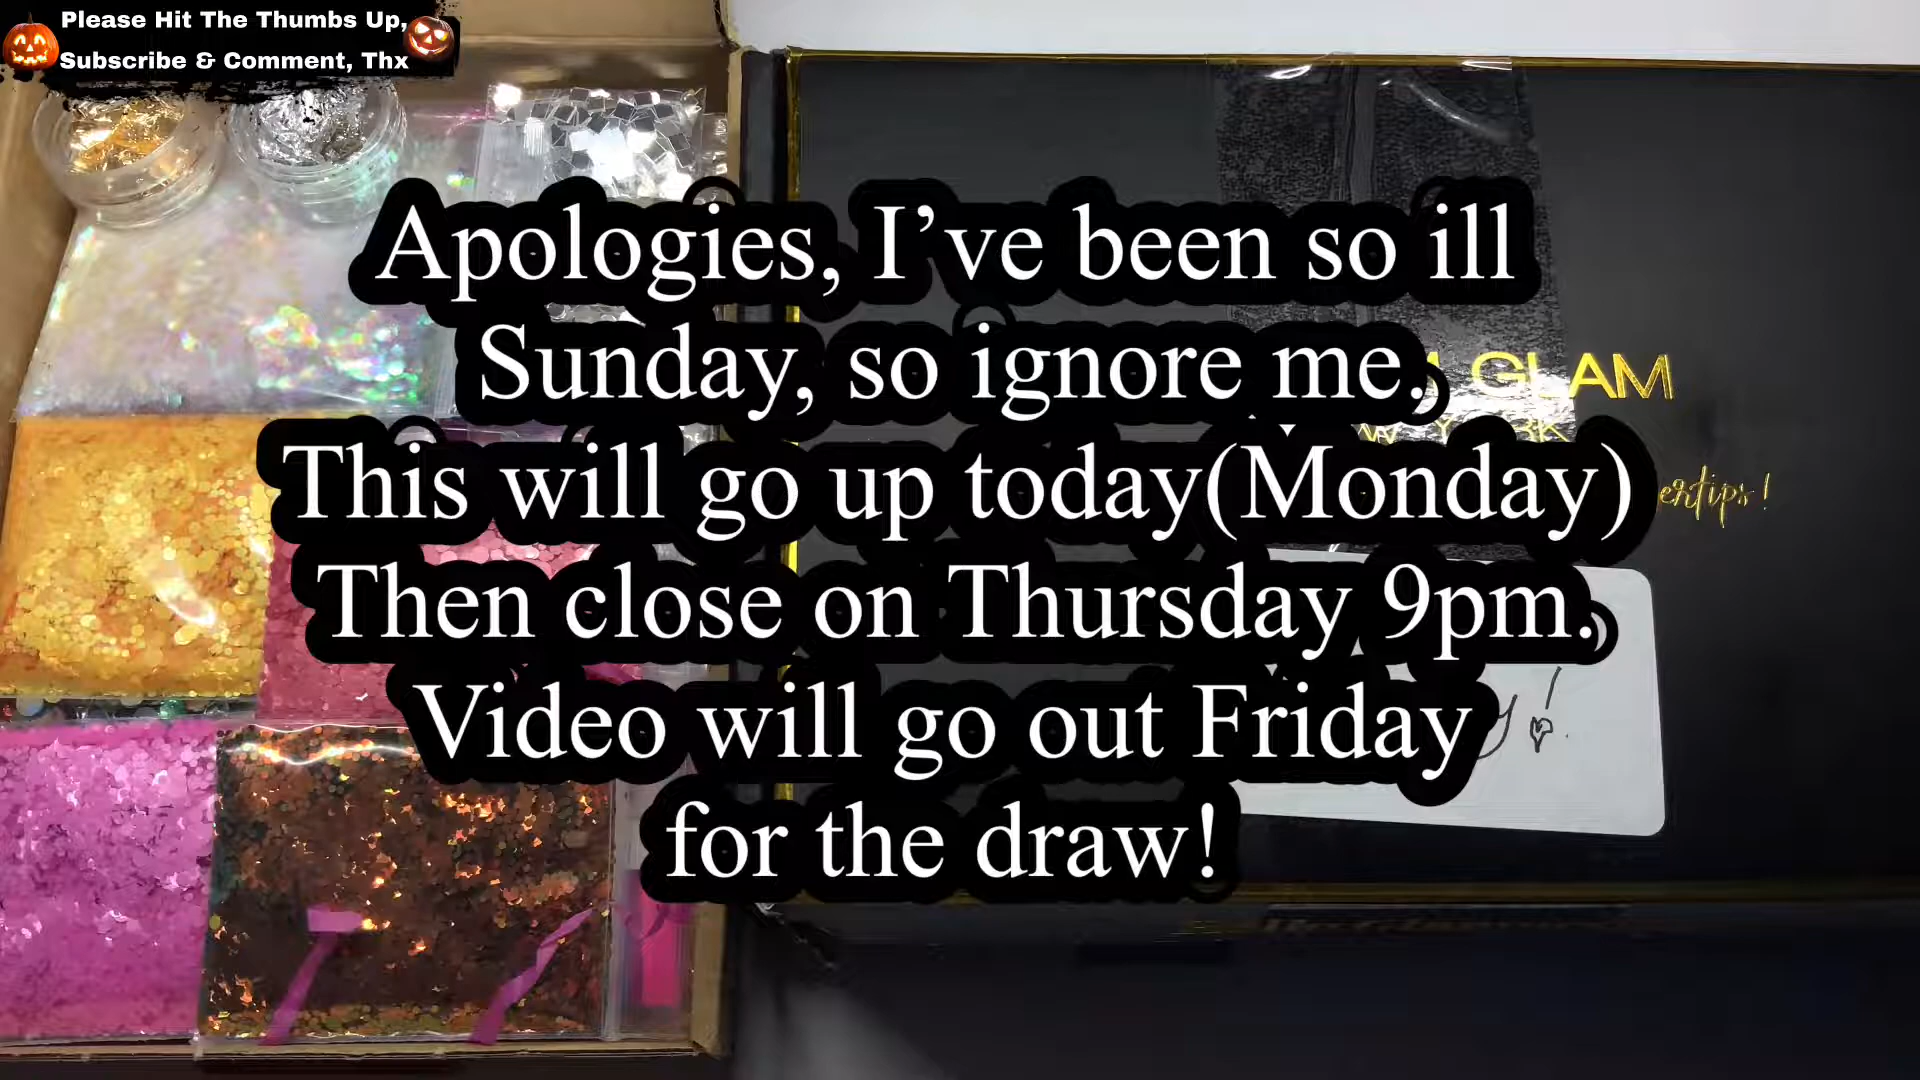 Please Hit The Thumbs Up,
Subscribe & Comment, Thx
Apologies, I’ve been so ill
Sunday, so ignore me.
This will go up today(Monday)
Then close on Thursday 9pm.
Video will go out Friday
for the draw!
GLAM